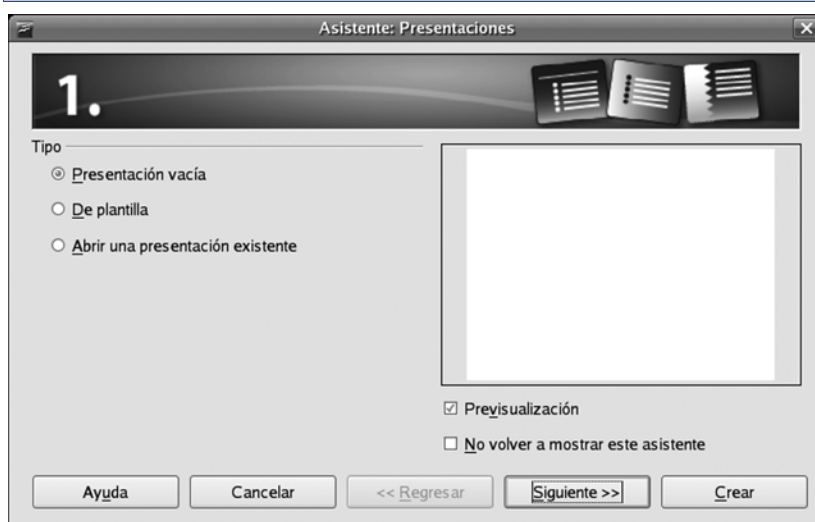 Asistente: Presentaciones
1.
Tipo
Presentación vacía
De plantilla
Abrir una presentación existente
Previsualización
No volver a mostrar este asistente
Ayuda Cancelar << Regresar Siguiente >> Crear